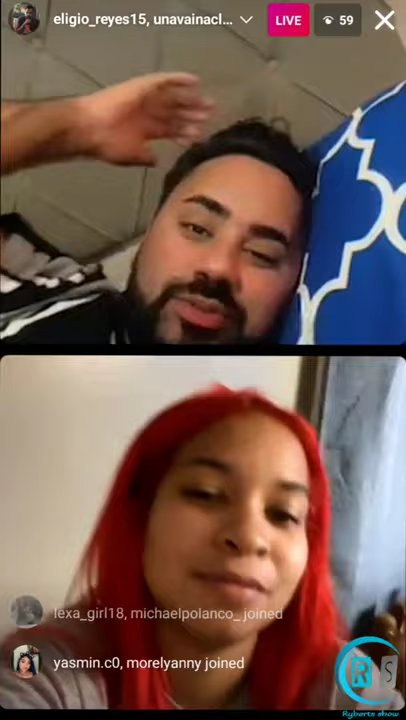 eligio_reyes15, unavainacl...
LIVE
59
lexa_girl18, michaelpolanco_ joined
yasmin.c0, morelyanny joined
R S
Ryberts show